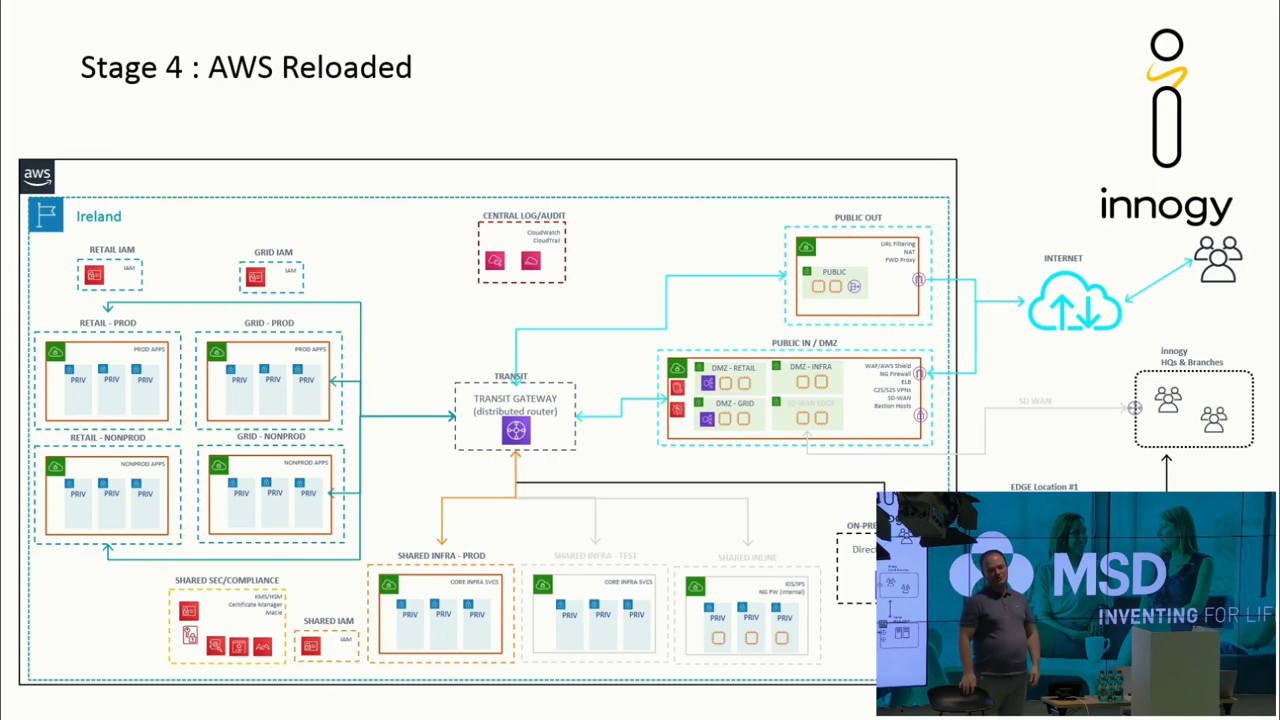 Stage 4 : AWS Reloaded
innogy
aws
Ireland
RETAIL IAM
IAM
GRID IAM
IAM
CENTRAL LOG/AUDIT
CloudWatch
CloudTrail
PUBLIC OUT
URL Filtering
NAT
FWD Proxy
PUBLIC
INTERNET
RETAIL - PROD
PROD APPS
PRIV
PRIV
PRIV
GRID - PROD
PROD APPS
PRIV
PRIV
PRIV
RETAIL - NONPROD
NONPROD APPS
PRIV
PRIV
PRIV
GRID - NONPROD
NONPROD APPS
PRIV
PRIV
PRIV
TRANSIT
TRANSIT GATEWAY
(distributed router)
PUBLIC IN / DMZ
DMZ - RETAIL
DMZ - INFRA
DMZ - GRID
SD-WAN EDGE
WAF/AWS Shield
NG Firewall
ELB
C2S/S2S VPNs
SD-WAN
Bastion Hosts
innogy
HQs & Branches
SD WAN
EDGE Location #1
ON-PRE
Direct
SHARED SEC/COMPLIANCE
KMS/HSM
Certificate Manager
Macie
SHARED IAM
IAM
SHARED INFRA - PROD
CORE INFRA SVCS
PRIV
PRIV
PRIV
SHARED INFRA - TEST
CORE INFRA SVCS
PRIV
PRIV
PRIV
SHARED INLINE
IDS/IPS
NG FW (internal)
PRIV
PRIV
PRIV
MSD
INVENTING FOR LIF